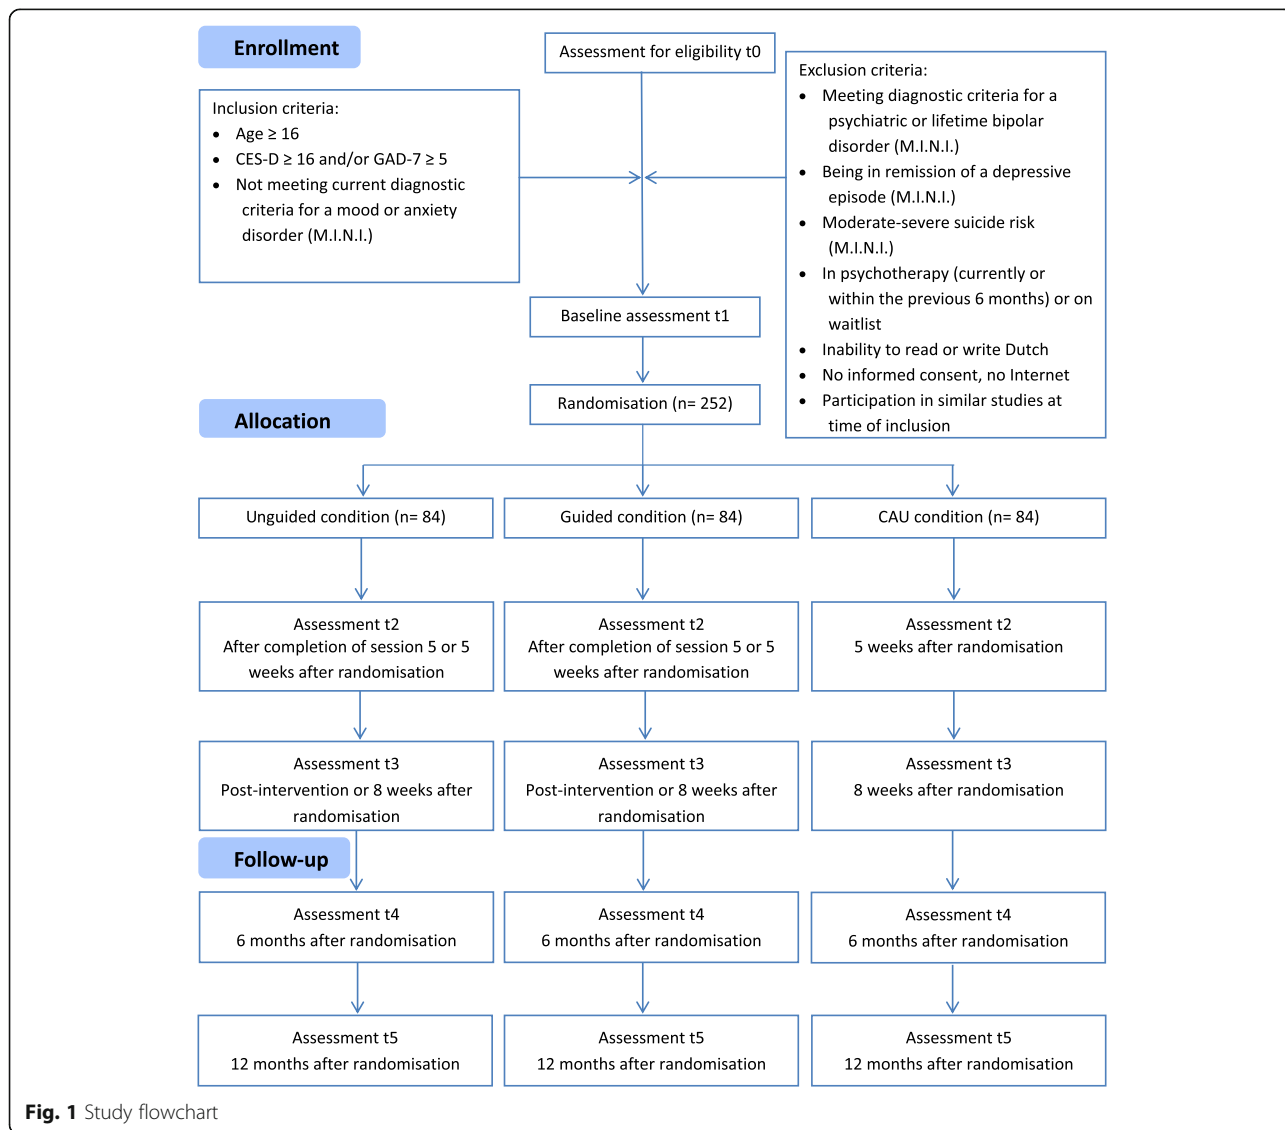 Enrollment
Assessment for eligibility t0
Inclusion criteria:
• Age ≥ 16
• CES-D ≥ 16 and/or GAD-7 ≥ 5
• Not meeting current diagnostic
criteria for a mood or anxiety
disorder (M.I.N.I.)
Exclusion criteria:
• Meeting diagnostic criteria for a
psychiatric or lifetime bipolar
disorder (M.I.N.I.)
• Being in remission of a depressive
episode (M.I.N.I.)
• Moderate-severe suicide risk
(M.I.N.I.)
• In psychotherapy (currently or
within the previous 6 months) or on
waitlist
• Inability to read or write Dutch
• No informed consent, no Internet
• Participation in similar studies at
time of inclusion
Baseline assessment t1
Randomisation (n= 252)
Allocation
Unguided condition (n= 84)
Guided condition (n= 84)
CAU condition (n= 84)
Assessment t2
After completion of session 5 or 5
weeks after randomisation
Assessment t2
After completion of session 5 or 5
weeks after randomisation
Assessment t2
5 weeks after randomisation
Assessment t3
Post-intervention or 8 weeks after
randomisation
Assessment t3
Post-intervention or 8 weeks after
randomisation
Assessment t3
8 weeks after randomisation
Follow-up
Assessment t4
6 months after randomisation
Assessment t4
6 months after randomisation
Assessment t4
6 months after randomisation
Assessment t5
12 months after randomisation
Assessment t5
12 months after randomisation
Assessment t5
12 months after randomisation
Fig. 1 Study flowchart